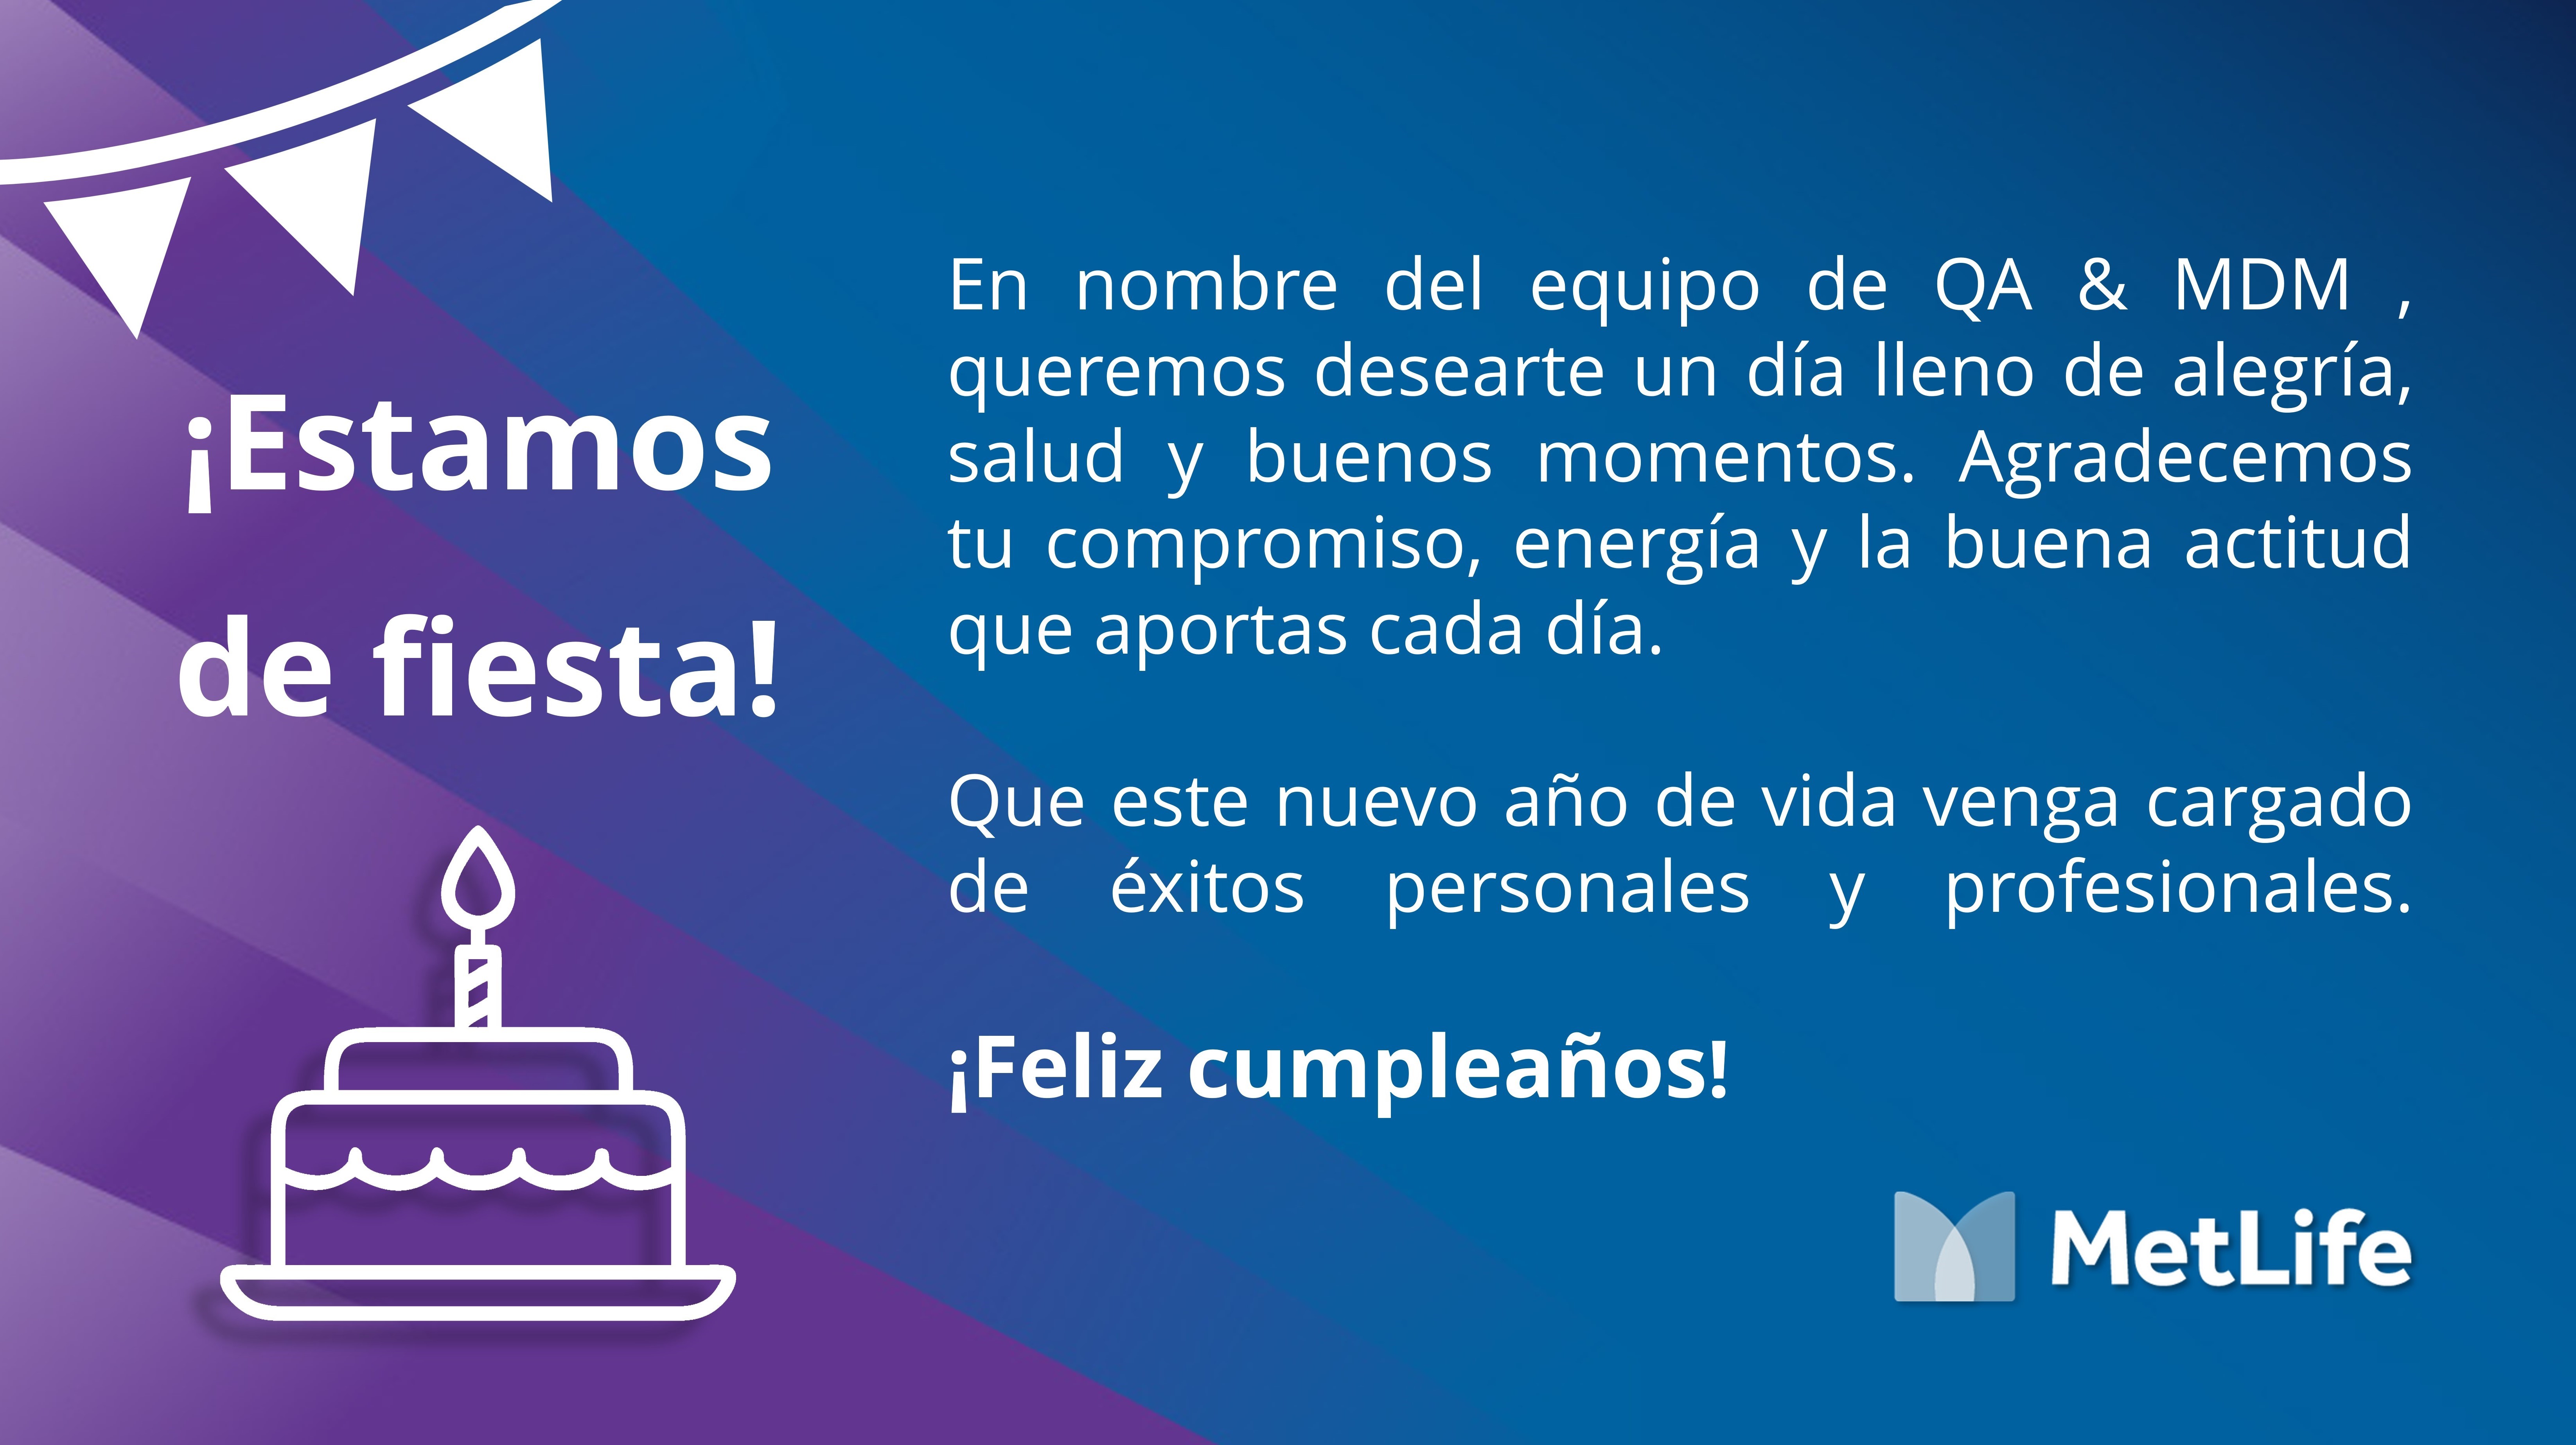 ¡Estamos
de fiesta!
En nombre del equipo de QA & MDM ,
queremos desearte un día lleno de alegría,
salud y buenos momentos. Agradecemos
tu compromiso, energía y la buena actitud
que aportas cada día.
Que este nuevo año de vida venga cargado
de éxitos personales y profesionales.
¡Feliz cumpleaños!
MetLife